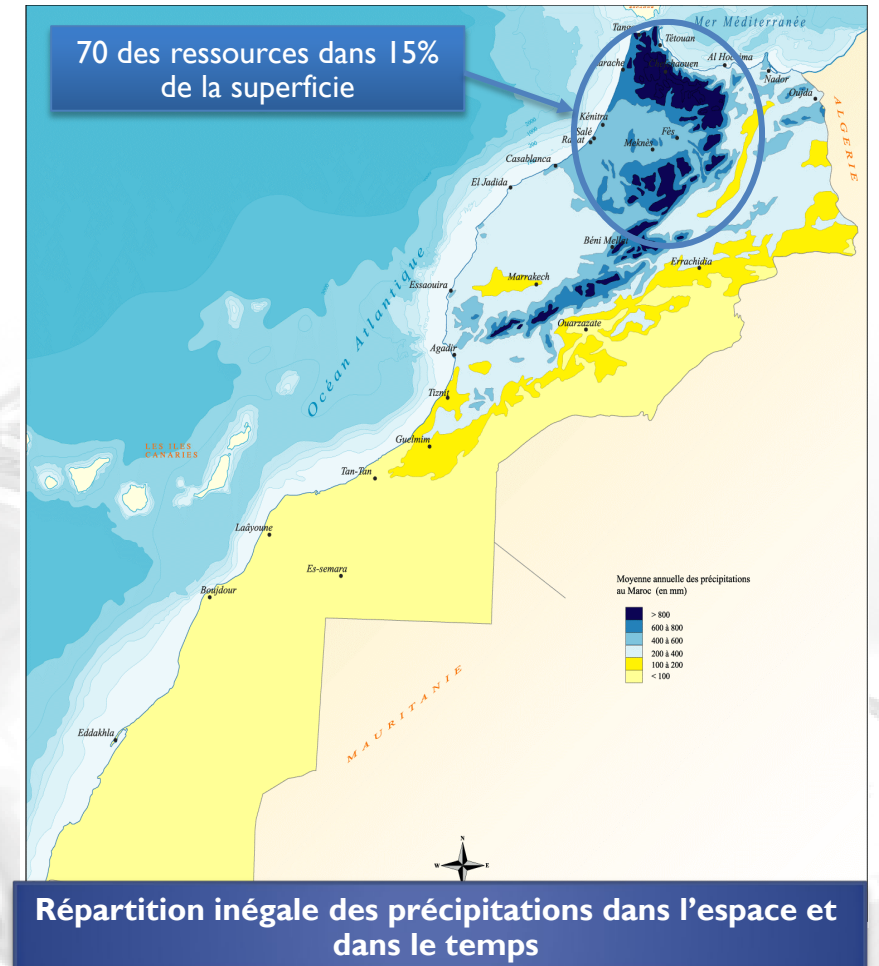 70 des ressources dans 15%
de la superficie
Mer Méditerranée
Tétouan
Al Hoceima
Nador
Oujda
ALGERIE
Kénitra
Salé
Rabat
Fès
Meknès
Casablanca
El Jadida
Béni Mellal
Errachidia
Marrakech
Essaouira
Ouarzazate
Océan Atlantique
Agadir
Tiznit
Guelmim
LES ILES
CANARIES
Tan-Tan
Laâyoune
Es-semara
Boujdour
Eddakhla
MAURITANIE
Moyenne annuelle des précipitations
au Maroc (en mm)
> 800
600 à 800
400 à 600
200 à 400
100 à 200
< 100
N
W
E
Répartition inégale des précipitations dans l’espace et
dans le temps